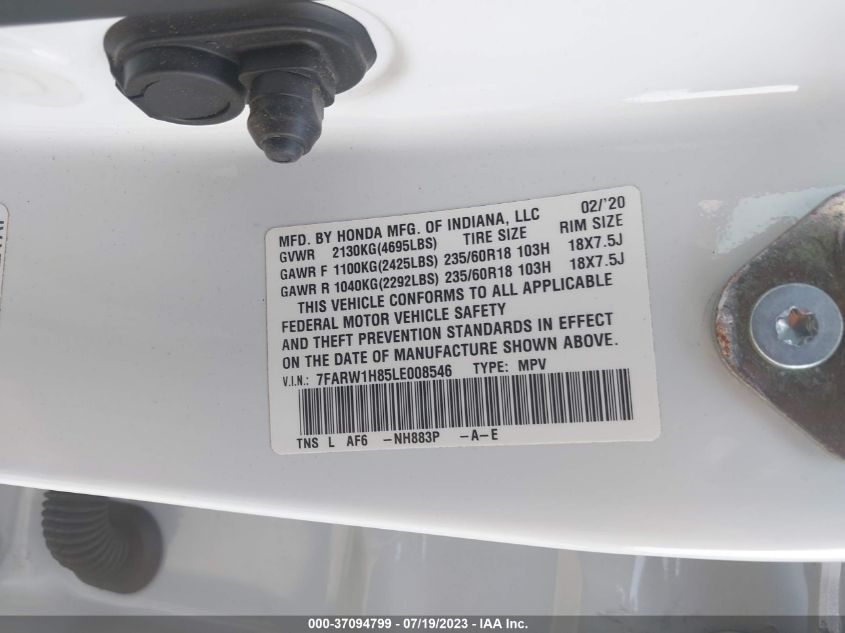 MFD. BY HONDA MFG. OF INDIANA, LLC 02/'20
GVWR 2130KG(4695LBS) TIRE SIZE RIM SIZE
GAWR F 1100KG(2425LBS) 235/60R18 103H 18X7.5J
GAWR R 1040KG(2292LBS) 235/60R18 103H 18X7.5J
THIS VEHICLE CONFORMS TO ALL APPLICABLE
FEDERAL MOTOR VEHICLE SAFETY
AND THEFT PREVENTION STANDARDS IN EFFECT
ON THE DATE OF MANUFACTURE SHOWN ABOVE.
V.I.N.: 7FARW1H85LE008546 TYPE: MPV
TNS L AF6 -NH883P -A-E
000-37094799 - 07/19/2023 - IAA Inc.